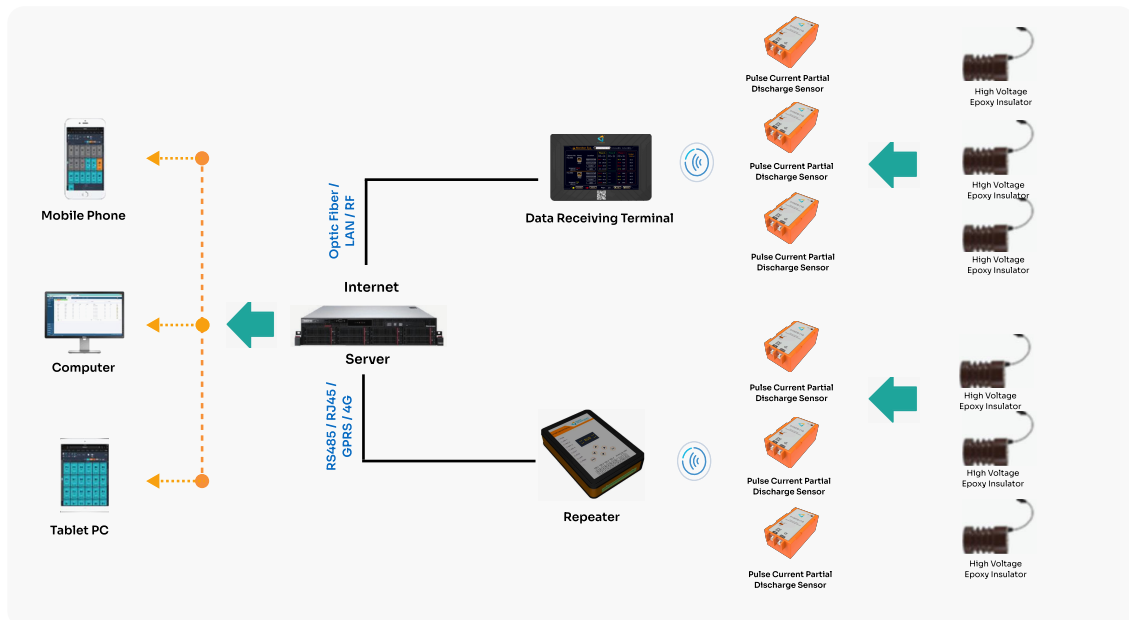 Pulse Current Partial
Discharge Sensor
High Voltage
Epoxy Insulator
Mobile Phone
Optic Fiber /
LAN / RF
Data Receiving Terminal
Pulse Current Partial
Discharge Sensor
High Voltage
Epoxy Insulator
Pulse Current Partial
Discharge Sensor
High Voltage
Epoxy Insulator
Internet
Computer
Server
Pulse Current Partial
Discharge Sensor
High Voltage
Epoxy Insulator
RS485 / RJ45 /
GPRS / 4G
Pulse Current Partial
Discharge Sensor
High Voltage
Epoxy Insulator
Tablet PC
Repeater
Pulse Current Partial
Discharge Sensor
High Voltage
Epoxy Insulator